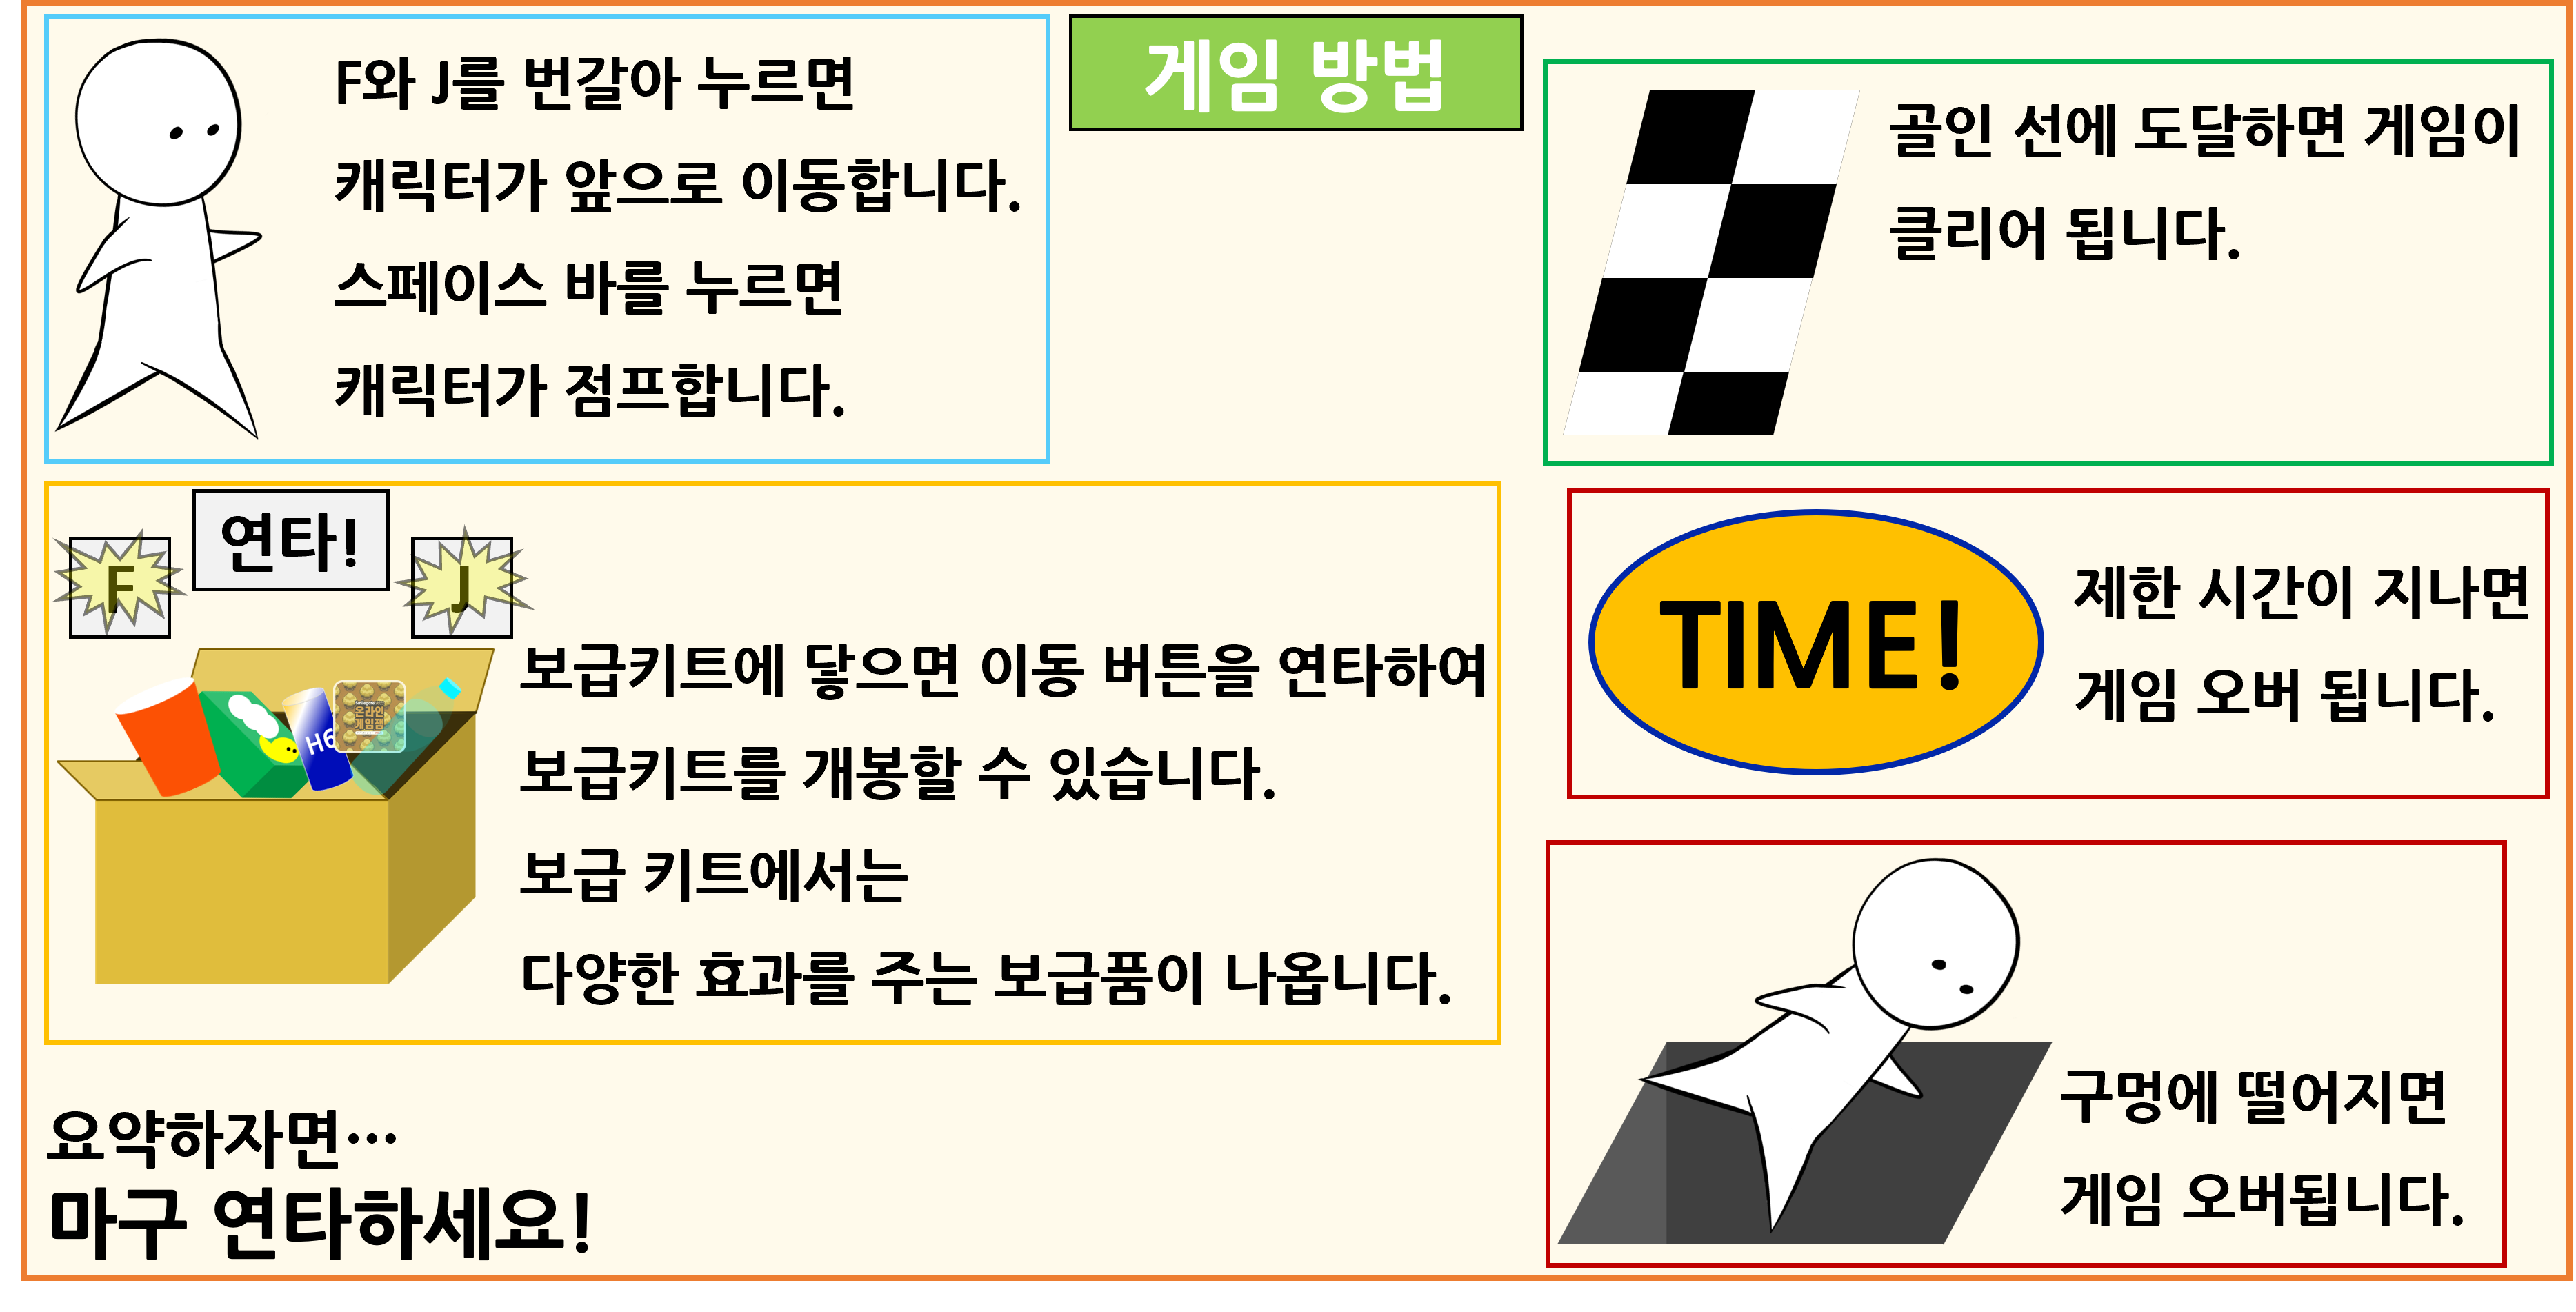 게임 방법
F와 J를 번갈아 누르면
캐릭터가 앞으로 이동합니다.
스페이스 바를 누르면
캐릭터가 점프합니다.
골인 선에 도달하면 게임이
클리어 됩니다.
연타!
F
J
H6
온라인
게임잼
보급키트에 닿으면 이동 버튼을 연타하여
보급키트를 개봉할 수 있습니다.
보급 키트에서는
다양한 효과를 주는 보급품이 나옵니다.
TIME!
제한 시간이 지나면
게임 오버 됩니다.
구멍에 떨어지면
게임 오버됩니다.
요약하자면…
마구 연타하세요!